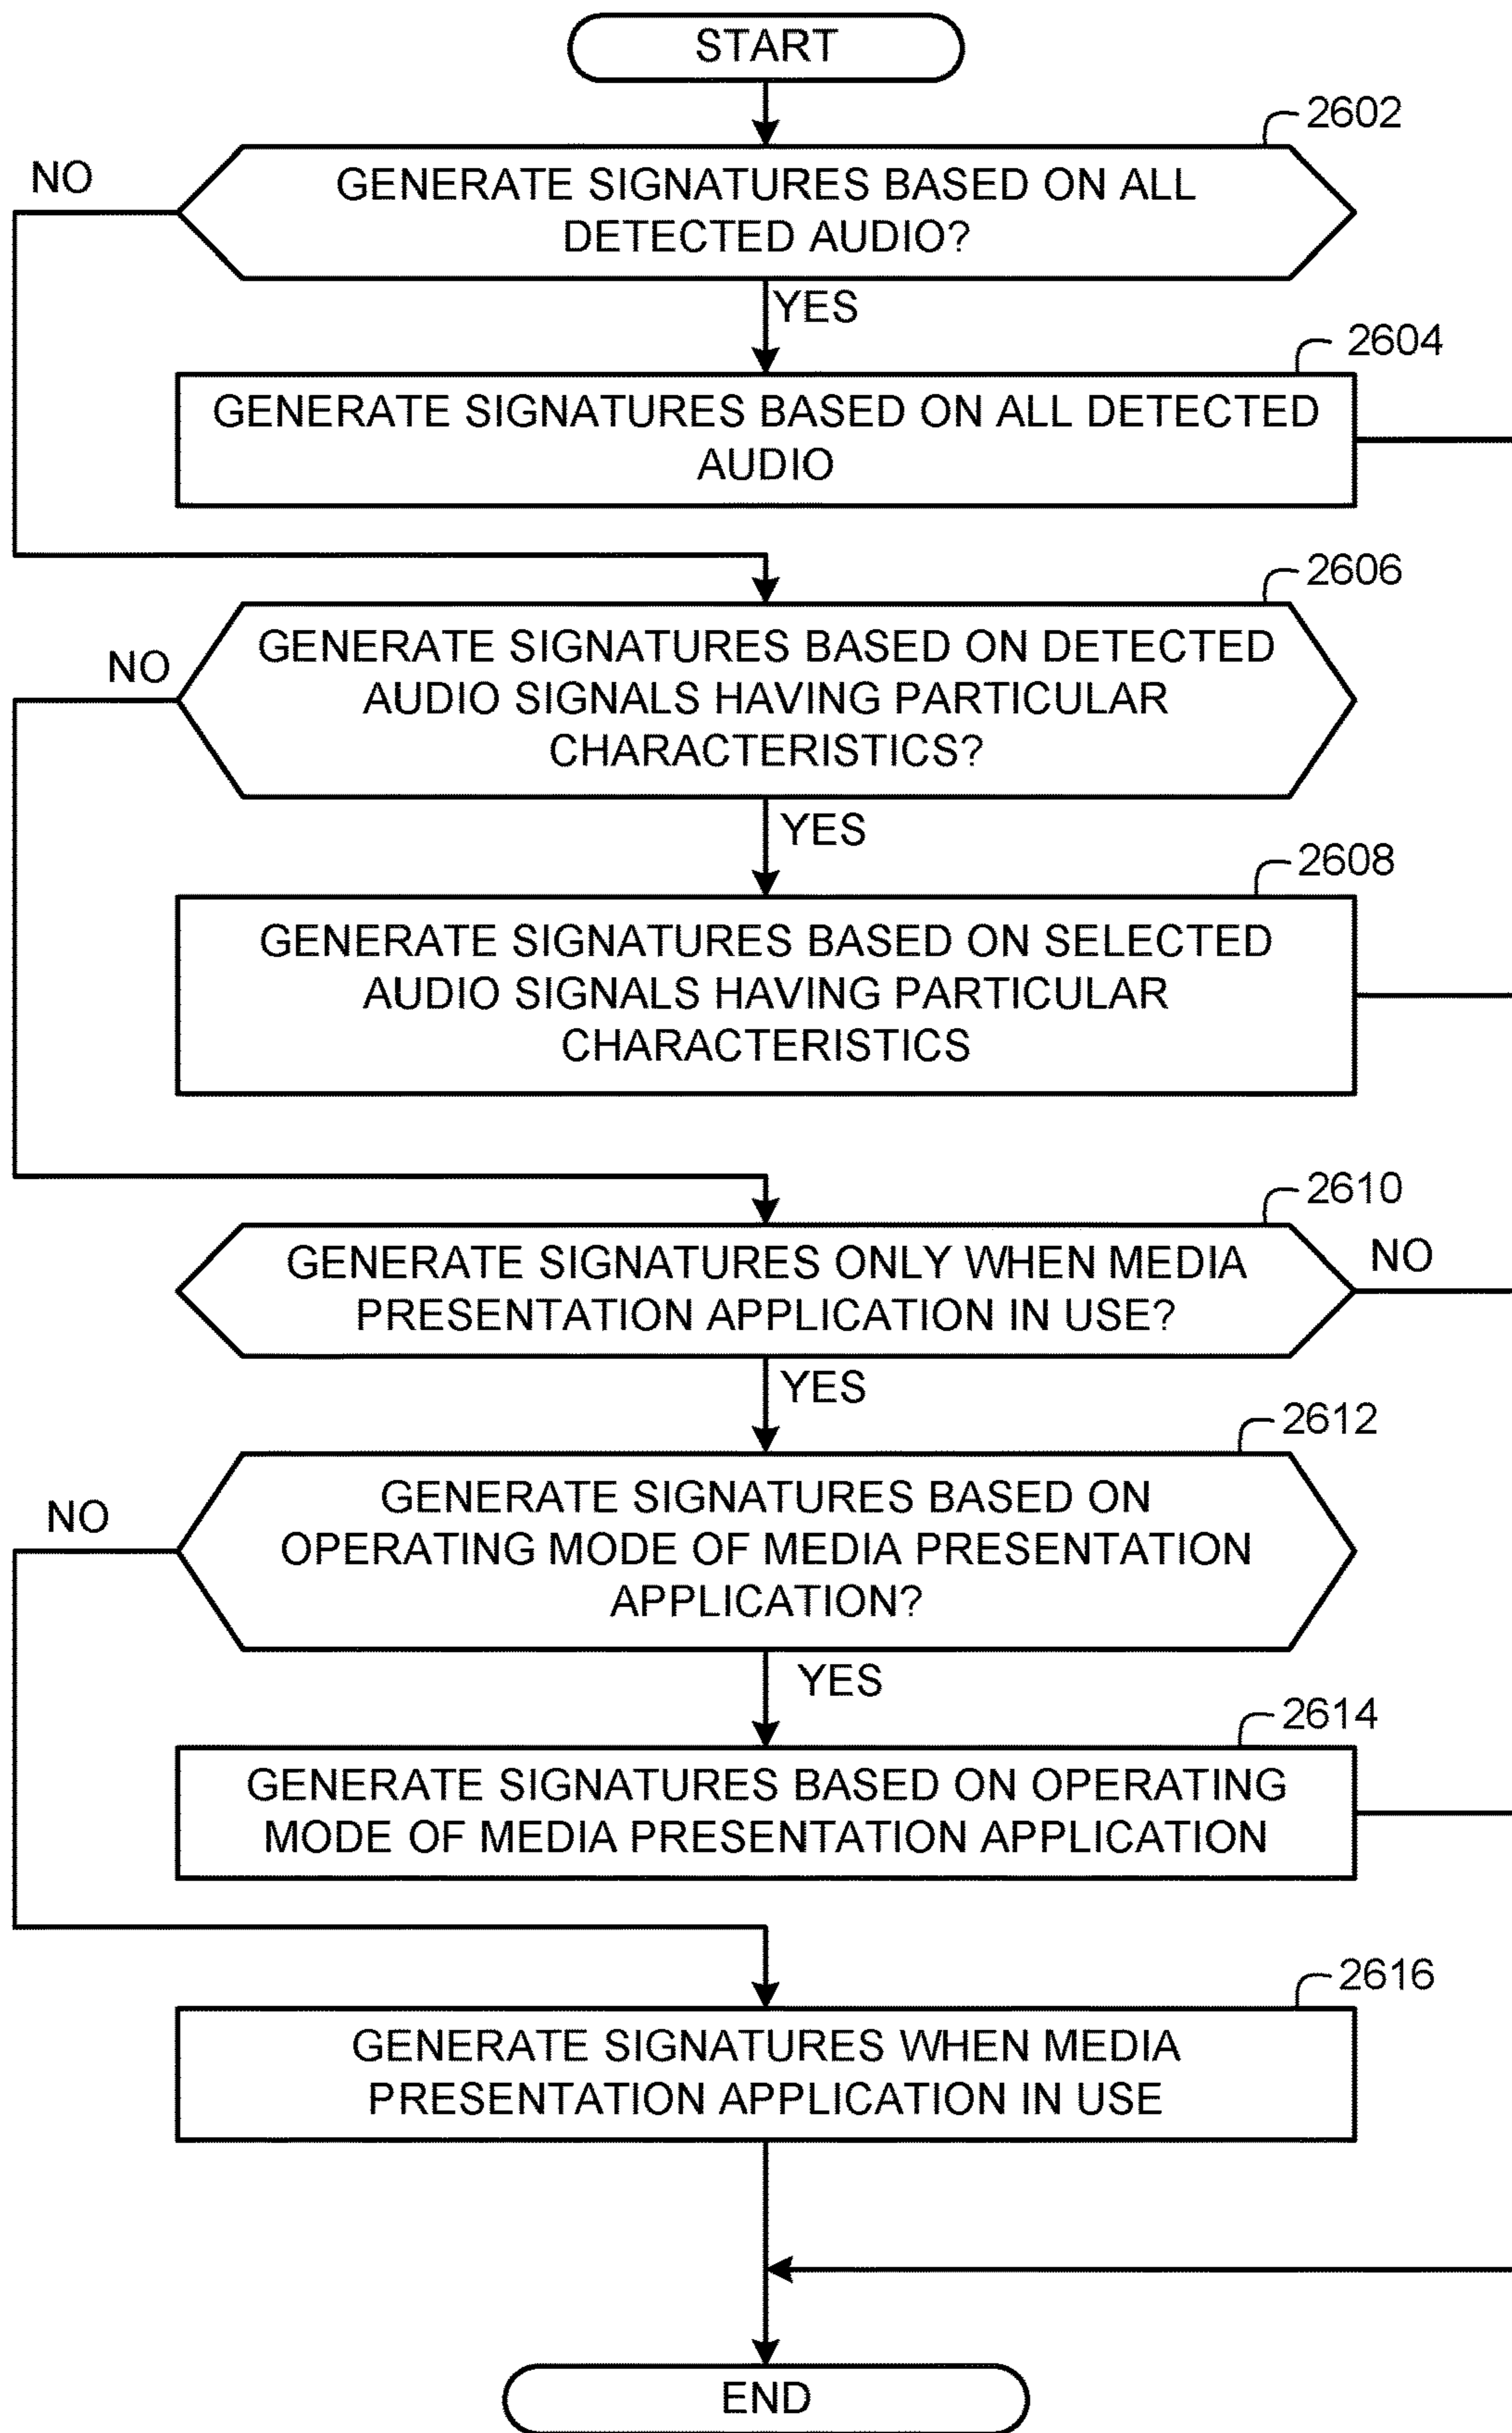 START
2602
NO
GENERATE SIGNATURES BASED ON ALL
DETECTED AUDIO?
YES
2604
GENERATE SIGNATURES BASED ON ALL DETECTED
AUDIO
2606
NO
GENERATE SIGNATURES BASED ON DETECTED
AUDIO SIGNALS HAVING PARTICULAR
CHARACTERISTICS?
YES
2608
GENERATE SIGNATURES BASED ON SELECTED
AUDIO SIGNALS HAVING PARTICULAR
CHARACTERISTICS
2610
GENERATE SIGNATURES ONLY WHEN MEDIA
PRESENTATION APPLICATION IN USE?
NO
YES
2612
NO
GENERATE SIGNATURES BASED ON
OPERATING MODE OF MEDIA PRESENTATION
APPLICATION?
YES
2614
GENERATE SIGNATURES BASED ON OPERATING
MODE OF MEDIA PRESENTATION APPLICATION
2616
GENERATE SIGNATURES WHEN MEDIA
PRESENTATION APPLICATION IN USE
END